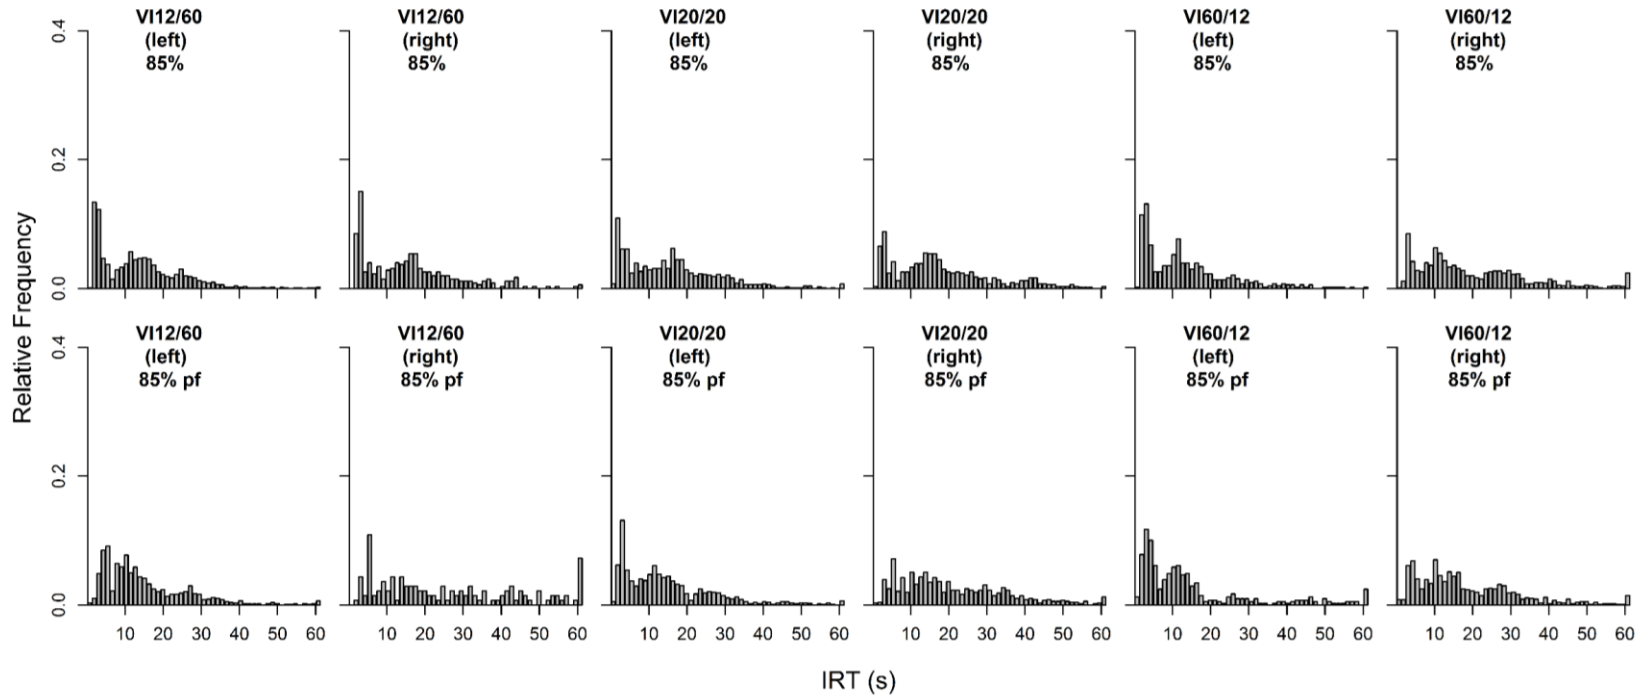 VI12/60
(left)
85%
VI12/60
(right)
85%
VI20/20
(left)
85%
VI20/20
(right)
85%
VI60/12
(left)
85%
VI60/12
(right)
85%
0.4
0.2
0.0
VI12/60
(left)
85% pf
VI12/60
(right)
85% pf
VI20/20
(left)
85% pf
VI20/20
(right)
85% pf
VI60/12
(left)
85% pf
VI60/12
(right)
85% pf
0.4
0.2
0.0
Relative Frequency
10 20 30 40 50 60
10 20 30 40 50 60
10 20 30 40 50 60
10 20 30 40 50 60
10 20 30 40 50 60
10 20 30 40 50 60
IRT (s)